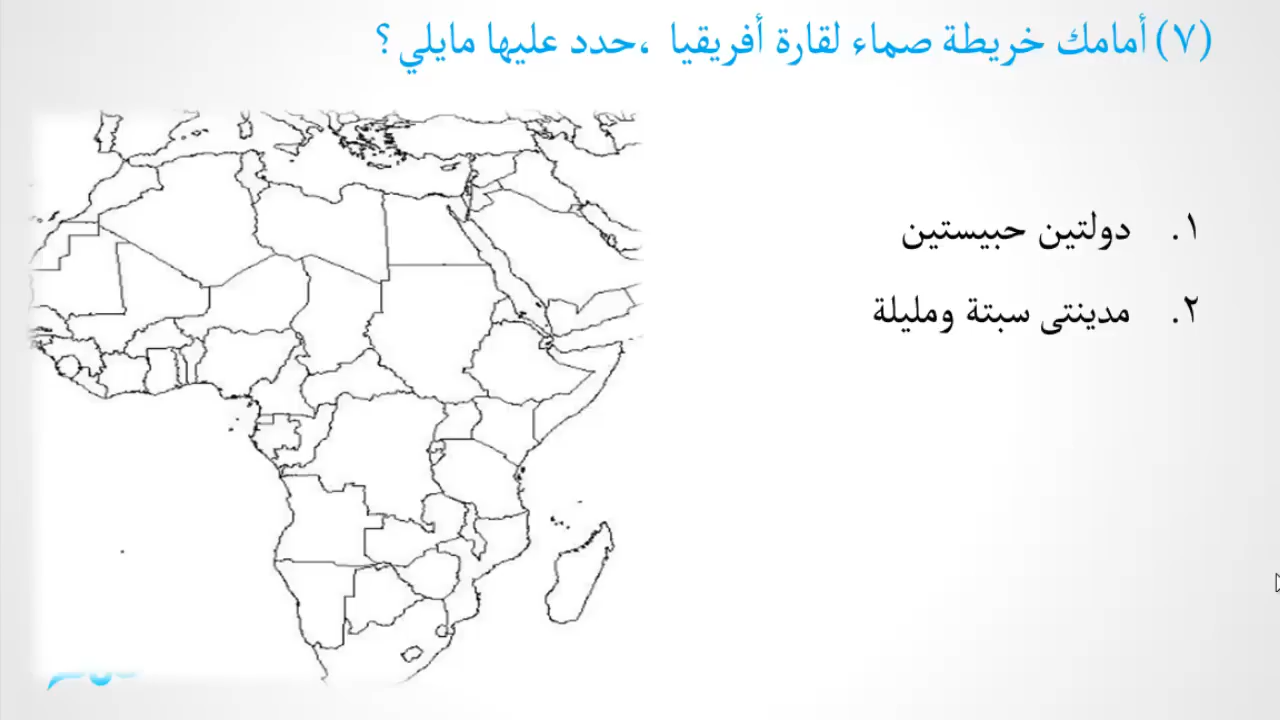 (٧) أمامك خريطة صماء لقارة أفريقيا ،حدد عليها مايلي ؟
١. دولتين حبيستين
٢. مدينتى سبتة ومليلة